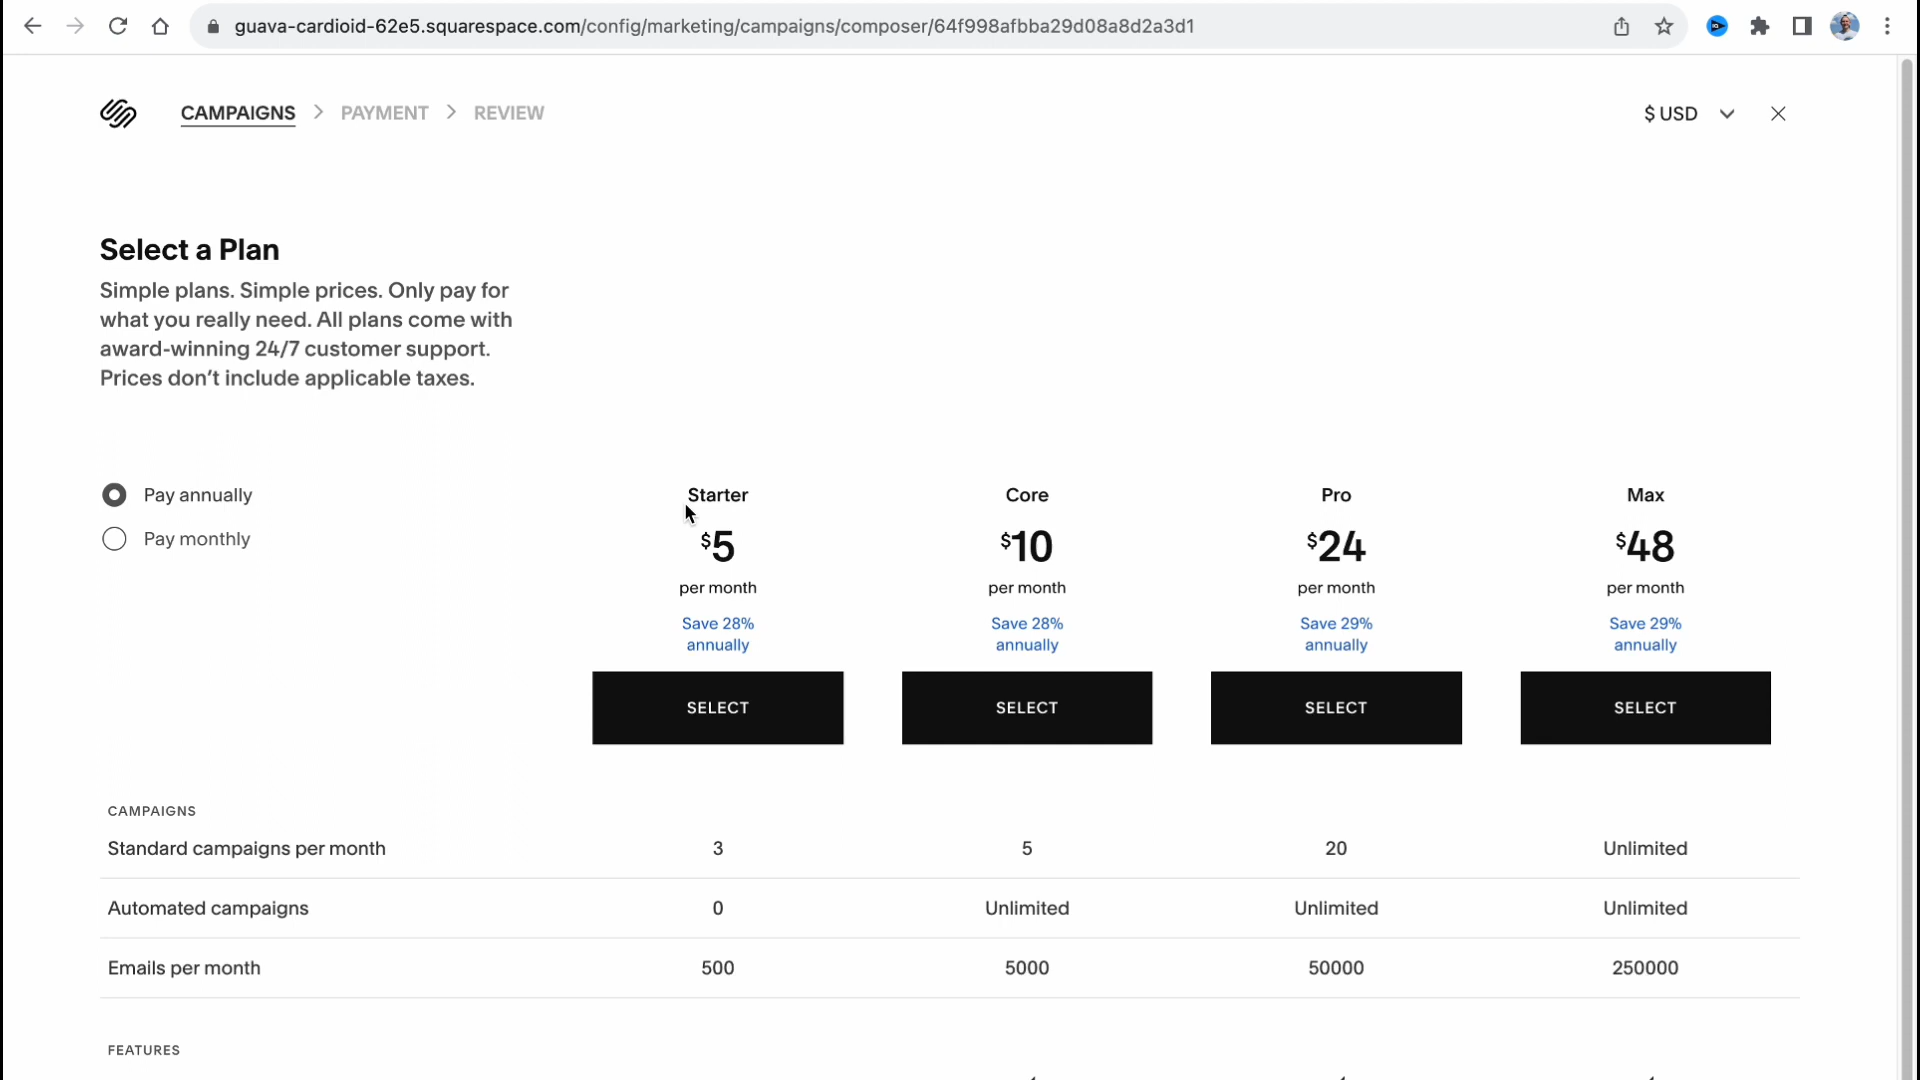 guava-cardioid-62e5.squarespace.com/config/marketing/campaigns/composer/64f998afbba29d08a8d2a3d1
CAMPAIGNS > PAYMENT > REVIEW
$ USD
Select a Plan
Simple plans. Simple prices. Only pay for
what you really need. All plans come with
award-winning 24/7 customer support.
Prices don't include applicable taxes.
Pay annually
Pay monthly
Starter Core Pro Max
$5 $10 $24 $48
per month per month per month per month
Save 28% Save 28% Save 29% Save 29%
annually annually annually annually
SELECT SELECT SELECT SELECT
CAMPAIGNS
Standard campaigns per month 3 5 20 Unlimited
Automated campaigns 0 Unlimited Unlimited Unlimited
Emails per month 500 5000 50000 250000
FEATURES